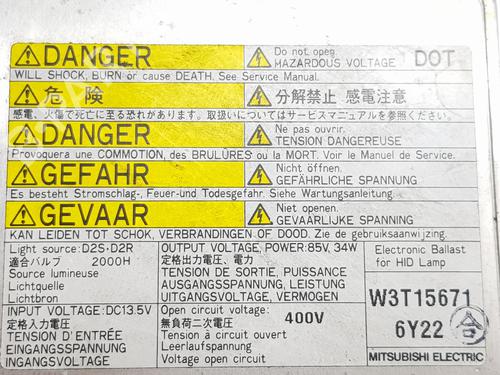 DANGER
Do not open.
HAZARDOUS VOLTAGE
DOT
WILL SHOCK, BURN or cause DEATH. See Service Manual.
危険
分解禁止 感電注意
感電、火傷で死亡に至る恐れがあります。取扱いについてはサービスマニュアルを参照ください。
DANGER
Ne pas ouvrir.
TENSION DANGEREUSE
Provoquera une COMMOTION, des BRULÛRES ou la MORT. Voir le Manuel de Service.
GEFAHR
Nicht öffnen.
GEFÄHRLICHE SPANNUNG
Es besteht Stromschlag-, Feuer-und Todesgefahr. Siehe Wartungsanleitung.
GEVAAR
Niet openen.
GEVAARLIJKE SPANNING
KAN LEIDEN TOT SCHOK, VERBRANDINGEN OF DOOD. Zie de gebruiksaanwijzing.
Light source:D2S・D2R
適合バルブ 2000H
Source lumineuse
Lichtquelle
Lichtbron
OUTPUT VOLTAGE, POWER:85V, 34W
定格出力電圧、電力
TENSION DE SORTIE, PUISSANCE
AUSGANGSSPANNUNG, LEISTUNG
UITGANGSVOLTAGE, VERMOGEN
Electronic Ballast
for HID Lamp
INPUT VOLTAGE:DC13.5V
定格入力電圧
TENSION D'ENTRÉE
EINGANGSSPANNUNG
INGANGSVOLTAGE
Open circuit voltage:
無負荷二次電圧 400V
Tension à circuit ouvert
Leerlaufspannung
Voltage open circuit
W3T15671
6Y22 合
MITSUBISHI ELECTRIC